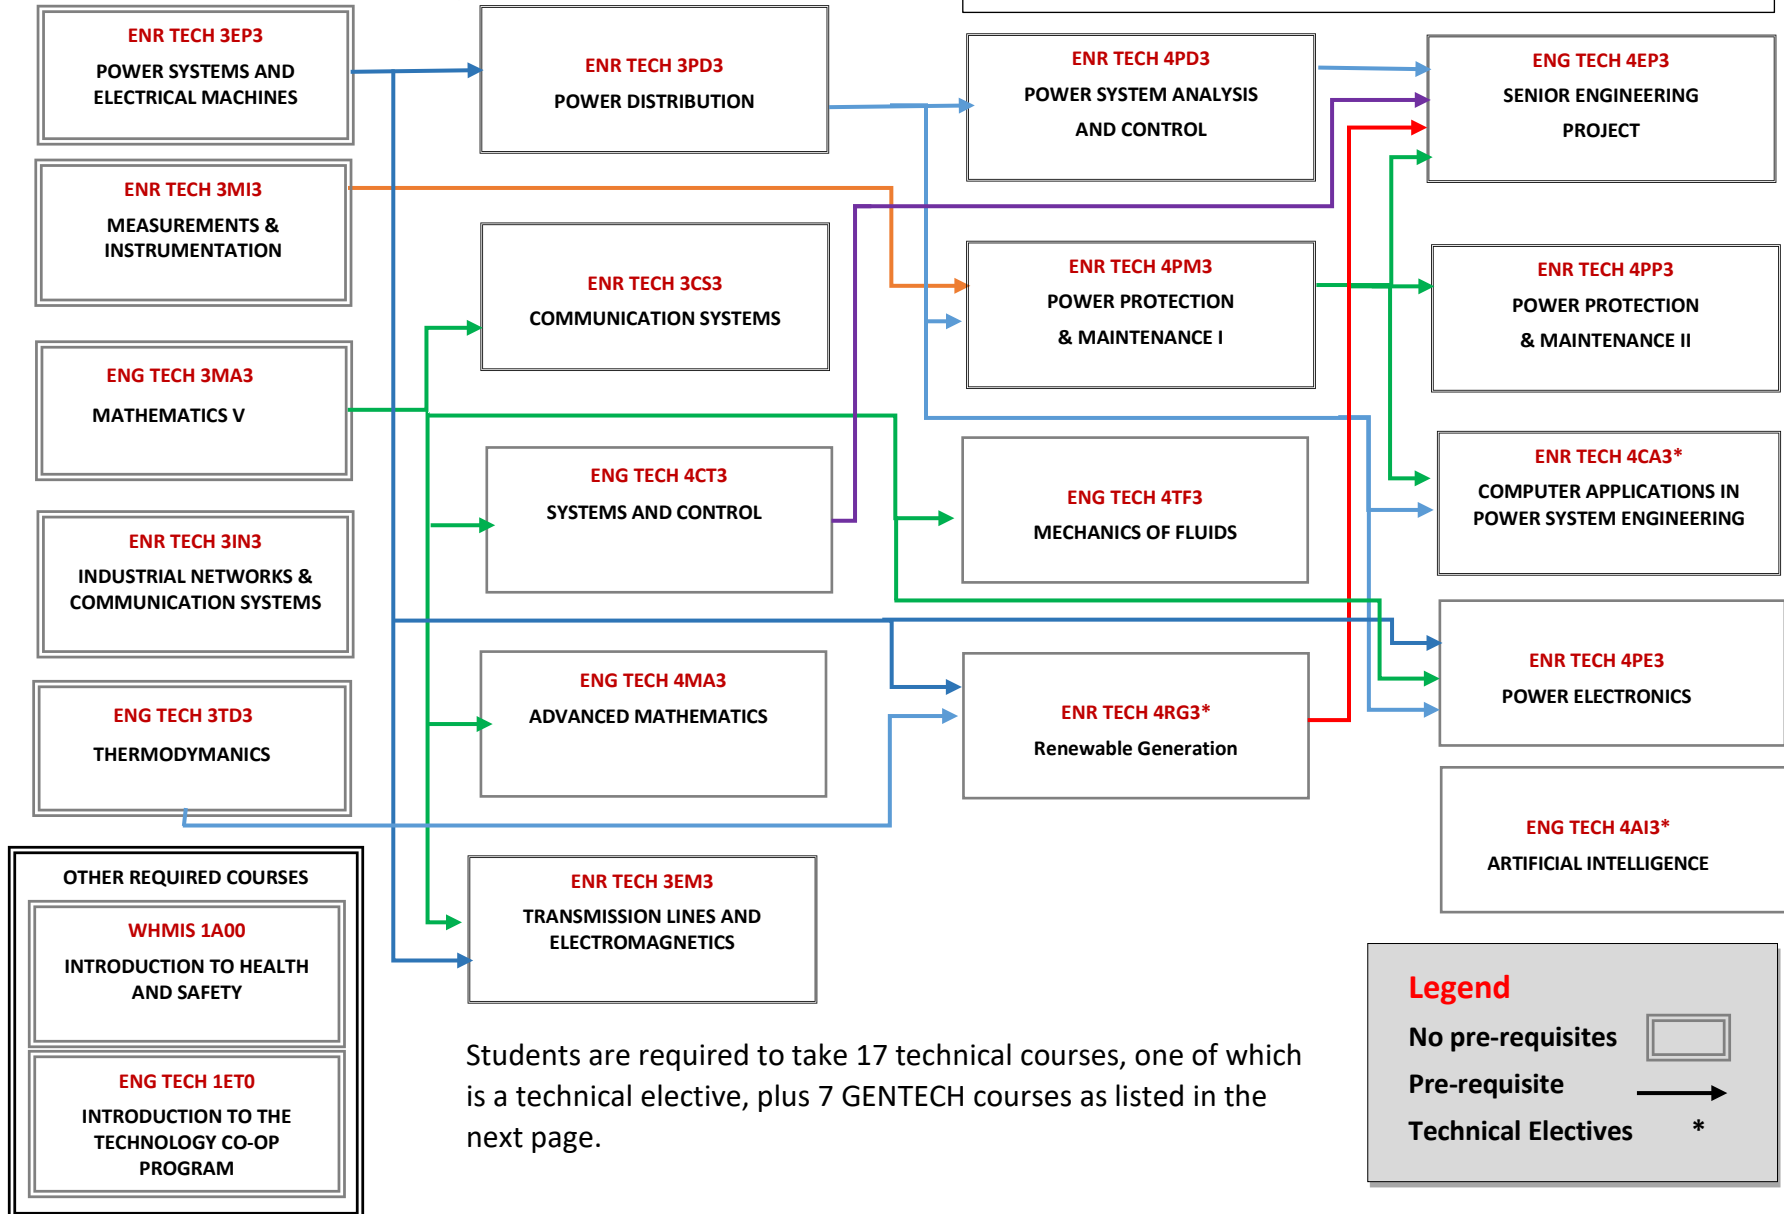 ENR TECH 3EP3
POWER SYSTEMS AND
ELECTRICAL MACHINES
ENR TECH 3PD3
POWER DISTRIBUTION
ENR TECH 4PD3
POWER SYSTEM ANALYSIS
AND CONTROL
ENG TECH 4EP3
SENIOR ENGINEERING
PROJECT
ENR TECH 3MI3
MEASUREMENTS &
INSTRUMENTATION
ENR TECH 3CS3
COMMUNICATION SYSTEMS
ENR TECH 4PM3
POWER PROTECTION
& MAINTENANCE I
ENR TECH 4PP3
POWER PROTECTION
& MAINTENANCE II
ENG TECH 3MA3
MATHEMATICS V
ENG TECH 4CT3
SYSTEMS AND CONTROL
ENG TECH 4TF3
MECHANICS OF FLUIDS
ENR TECH 4CA3*
COMPUTER APPLICATIONS IN
POWER SYSTEM ENGINEERING
ENR TECH 3IN3
INDUSTRIAL NETWORKS &
COMMUNICATION SYSTEMS
ENG TECH 4MA3
ADVANCED MATHEMATICS
ENR TECH 4RG3*
Renewable Generation
ENR TECH 4PE3
POWER ELECTRONICS
ENG TECH 3TD3
THERMODYMANICS
ENG TECH 4AI3*
ARTIFICIAL INTELLIGENCE
ENR TECH 3EM3
TRANSMISSION LINES AND
ELECTROMAGNETICS
OTHER REQUIRED COURSES
WHMIS 1A00
INTRODUCTION TO HEALTH
AND SAFETY
ENG TECH 1ET0
INTRODUCTION TO THE
TECHNOLOGY CO-OP
PROGRAM
Students are required to take 17 technical courses, one of which
is a technical elective, plus 7 GENTECH courses as listed in the
next page.
Legend
No pre-requisites
Pre-requisite
Technical Electives *